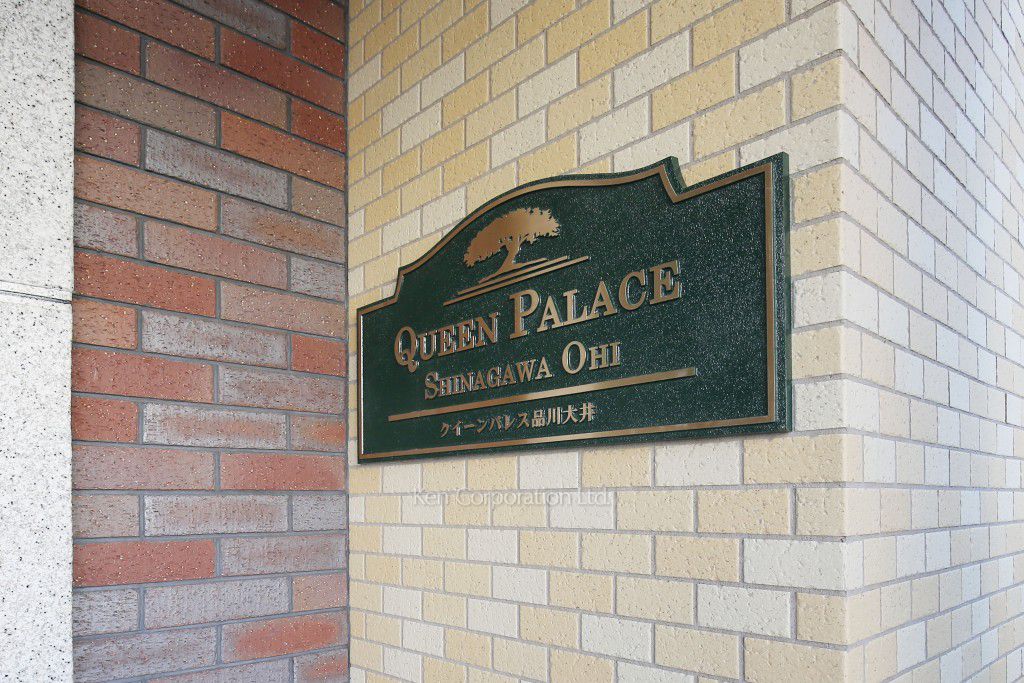 QUEEN PALACE
SHINAGAWA OHI
クイーンパレス品川大井
Ken Corporation Ltd.